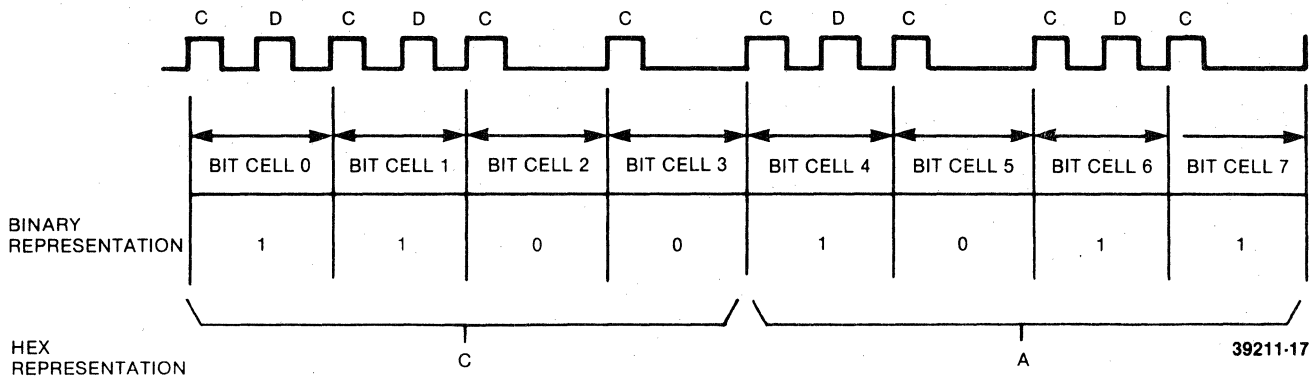 C D C D C C C D C C D C
BIT CELL 0 BIT CELL 1 BIT CELL 2 BIT CELL 3 BIT CELL 4 BIT CELL 5 BIT CELL 6 BIT CELL 7
BINARY
REPRESENTATION 1 1 0 0 1 0 1 1
HEX
REPRESENTATION C A
39211-17